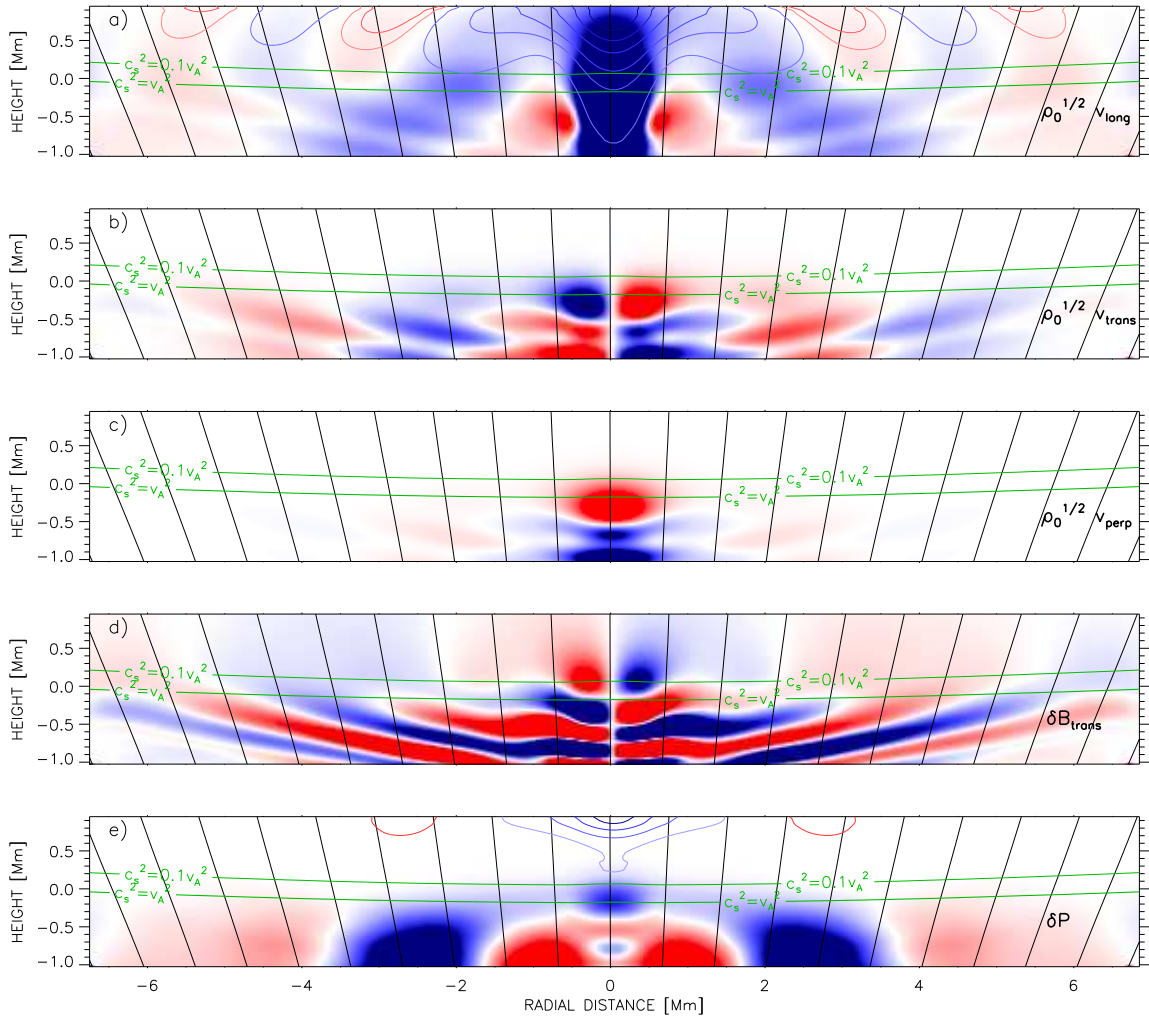 a)
HEIGHT [Mm]
0.5
0.0
−0.5
−1.0
c_s^2=0.1v_A^2
c_s^2=v_A^2
c_s^2=0.1v_A^2
c_s^2=v_A^2
ρ_0^1/2 v_long
b)
HEIGHT [Mm]
0.5
0.0
−0.5
−1.0
c_s^2=0.1v_A^2
c_s^2=v_A^2
c_s^2=0.1v_A^2
c_s^2=v_A^2
ρ_0^1/2 v_trans
c)
HEIGHT [Mm]
0.5
0.0
−0.5
−1.0
c_s^2=0.1v_A^2
c_s^2=v_A^2
c_s^2=0.1v_A^2
c_s^2=v_A^2
ρ_0^1/2 v_perp
d)
HEIGHT [Mm]
0.5
0.0
−0.5
−1.0
c_s^2=0.1v_A^2
c_s^2=v_A^2
c_s^2=0.1v_A^2
c_s^2=v_A^2
δB_trans
e)
HEIGHT [Mm]
0.5
0.0
−0.5
−1.0
c_s^2=0.1v_A^2
c_s^2=v_A^2
c_s^2=0.1v_A^2
c_s^2=v_A^2
δP
−6 −4 −2 0 2 4 6
RADIAL DISTANCE [Mm]